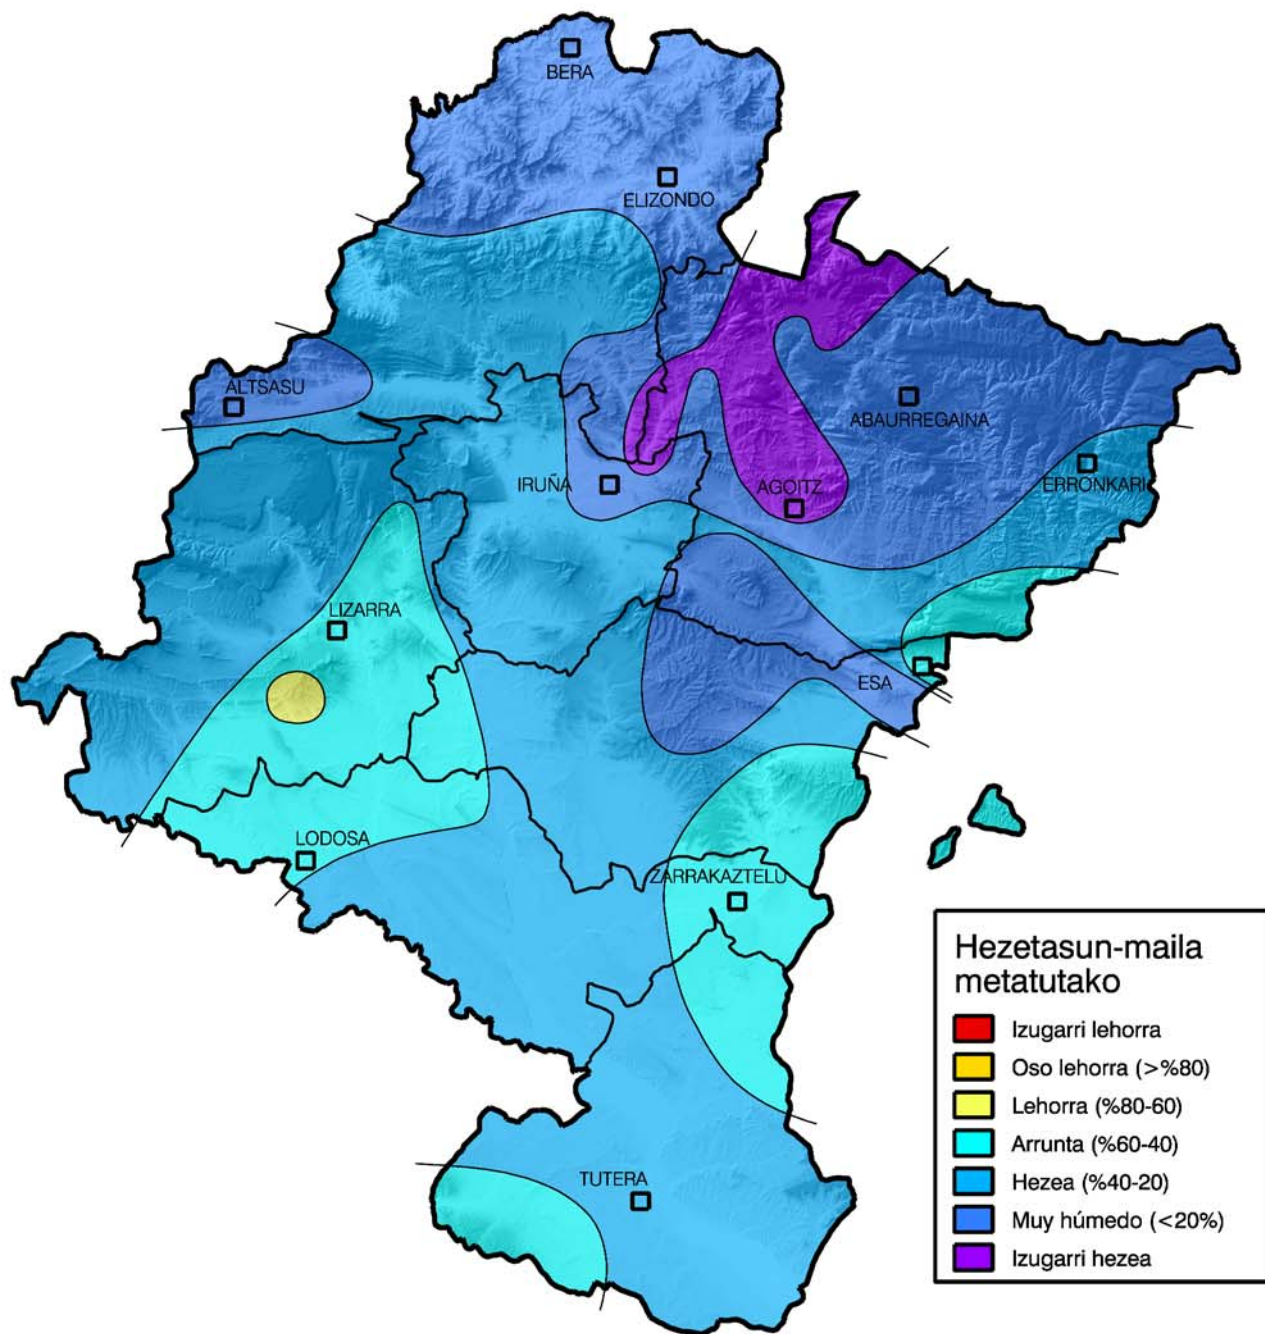 BERA
ELIZONDO
ALTSASU
ABAURREGAINA
IRUÑA
AGOITZ
ERRONKARI
LIZARRA
ESA
LODOSA
ZARRAKAZTELU
TUTERA
Hezetasun-maila
metatutako
Izugarri lehorra
Oso lehorra (>%80)
Lehorra (%80-60)
Arrunta (%60-40)
Hezea (%40-20)
Muy húmedo (<20%)
Izugarri hezea